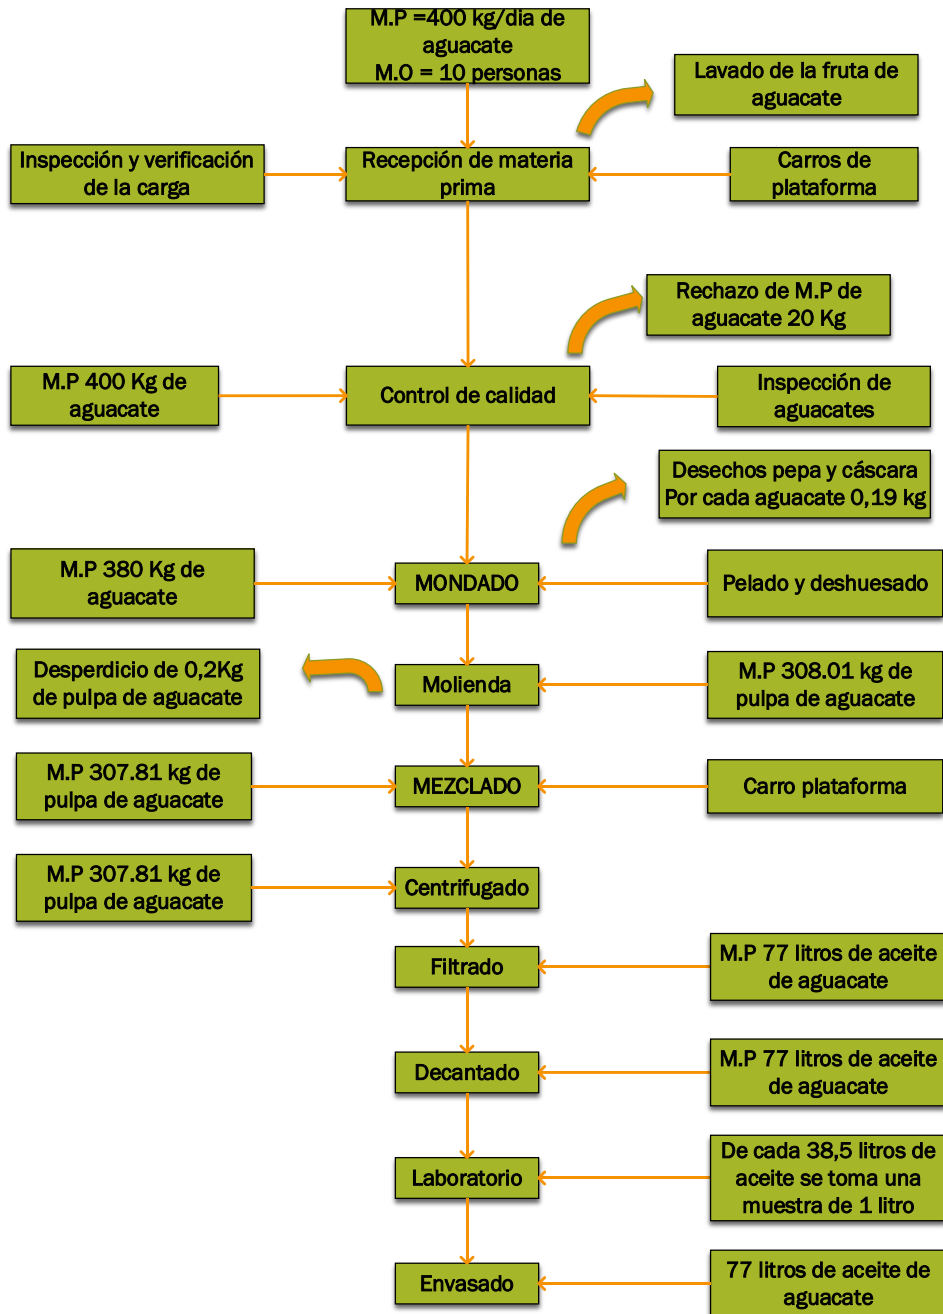 M.P =400 kg/dia de
aguacate
M.O = 10 personas
Lavado de la fruta de
aguacate
Inspección y verificación
de la carga
Recepción de materia
prima
Carros de
plataforma
Rechazo de M.P de
aguacate 20 Kg
M.P 400 Kg de
aguacate
Control de calidad
Inspección de
aguacates
Desechos pepa y cáscara
Por cada aguacate 0,19 kg
M.P 380 Kg de
aguacate
MONDADO
Pelado y deshuesado
Desperdicio de 0,2Kg
de pulpa de aguacate
Molienda
M.P 308.01 kg de
pulpa de aguacate
M.P 307.81 kg de
pulpa de aguacate
MEZCLADO
Carro plataforma
M.P 307.81 kg de
pulpa de aguacate
Centrifugado
Filtrado
M.P 77 litros de aceite
de aguacate
Decantado
M.P 77 litros de aceite
de aguacate
Laboratorio
De cada 38,5 litros de
aceite se toma una
muestra de 1 litro
Envasado
77 litros de aceite de
aguacate